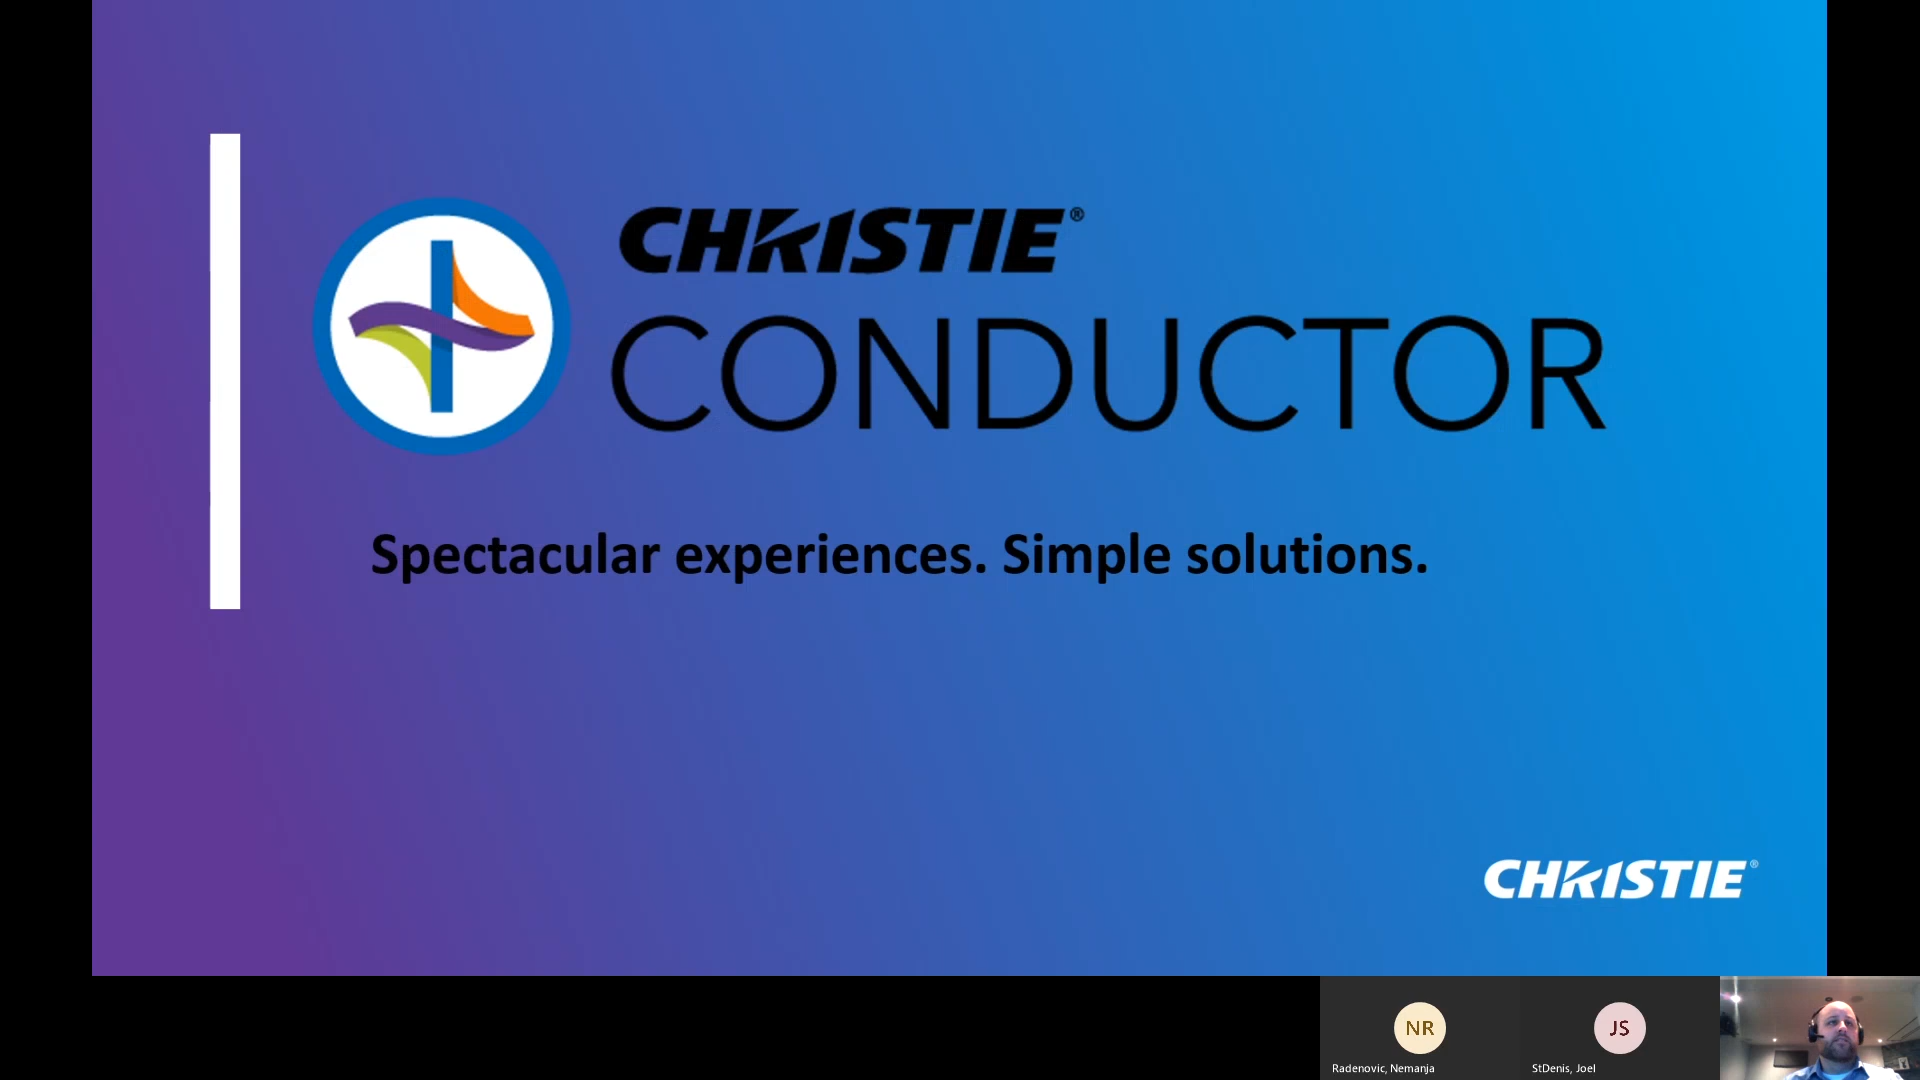 CHRISTIE®
CONDUCTOR
Spectacular experiences. Simple solutions.
CHRISTIE®
NR
JS
Radenovic, Nemanja
StDenis, Joel